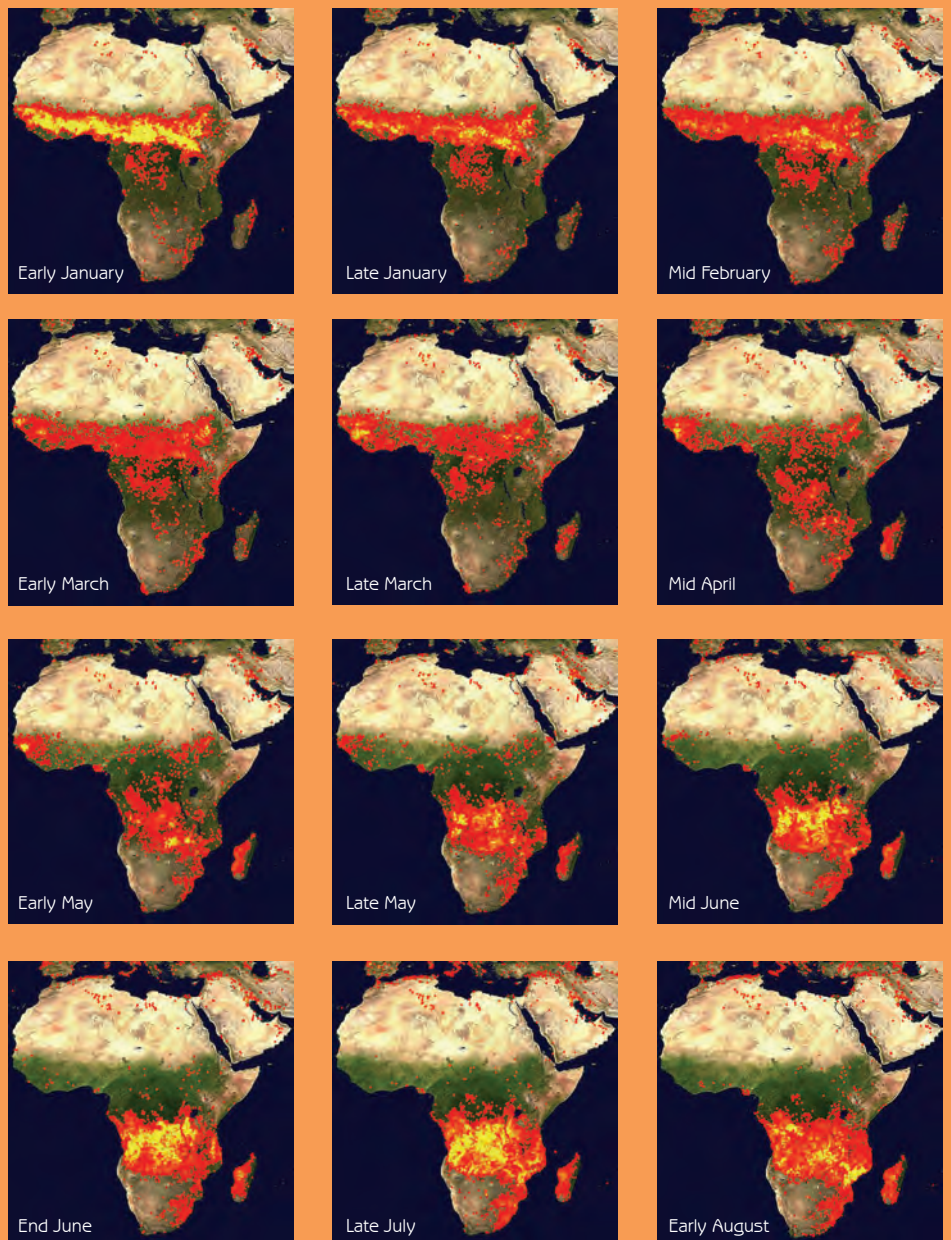 Early January
Late January
Mid February
Early March
Late March
Mid April
Early May
Late May
Mid June
End June
Late July
Early August